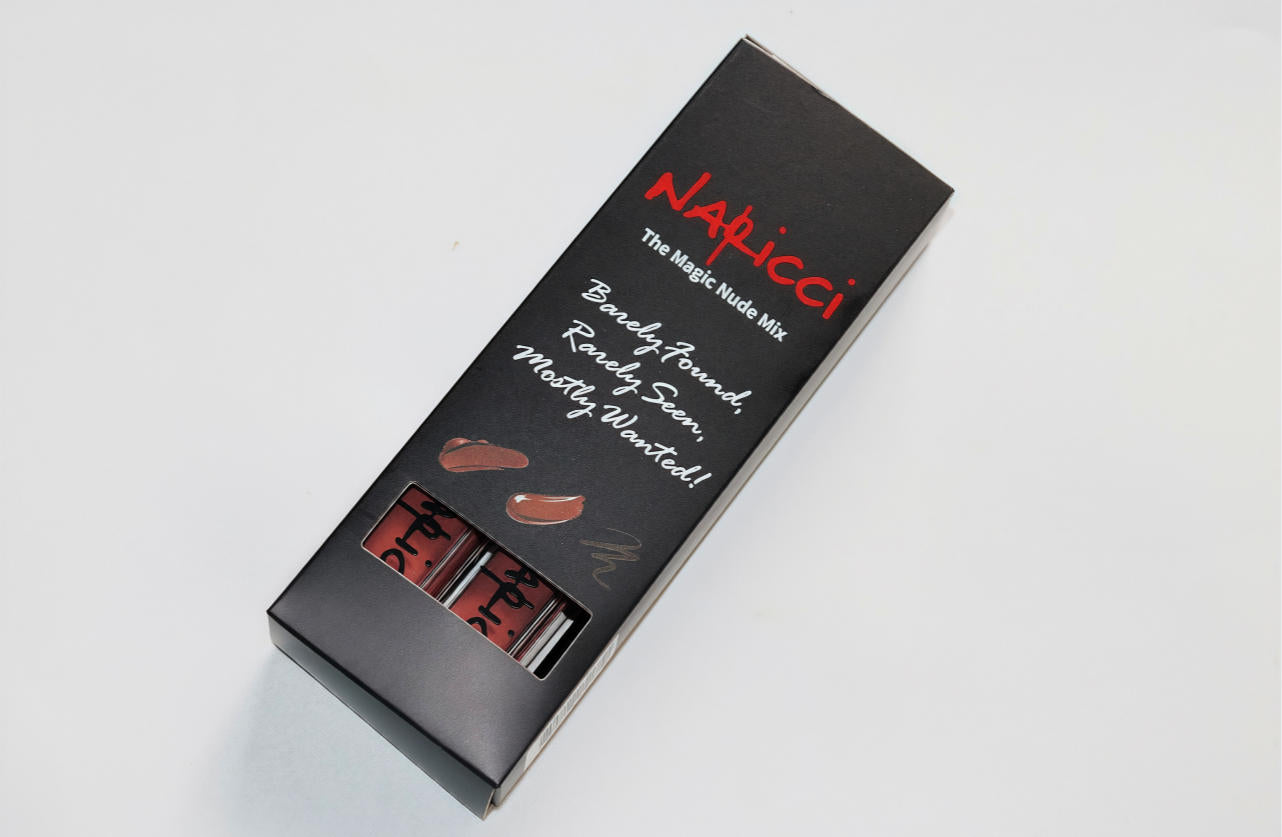 NARicci
The Magic Nude Mix
Barely Found,
Rarely Seen,
Mostly Wanted!